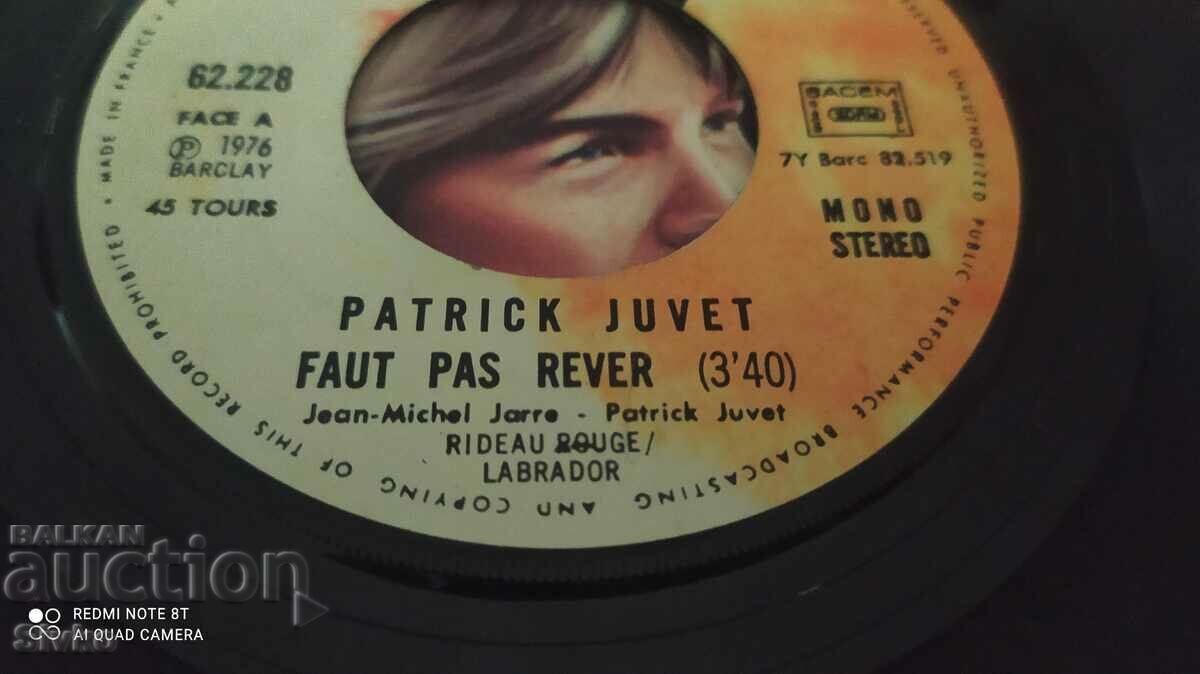 62.228
FACE A
Ⓟ 1976
BARCLAY
45 TOURS
SACEM
7Y Barc 82.519
MONO
STEREO
PATRICK JUVET
FAUT PAS REVER (3'40)
Jean-Michel Jarre - Patrick Juvet
RIDEAU ROUGE/
LABRADOR
UNAUTHORIZED PUBLIC PERFORMANCE BROADCASTING AND COPYING OF THIS RECORD PROHIBITED • MADE IN FRANCE •
BALKAN
auction
REDMI NOTE 8T
AI QUAD CAMERA
Sivko